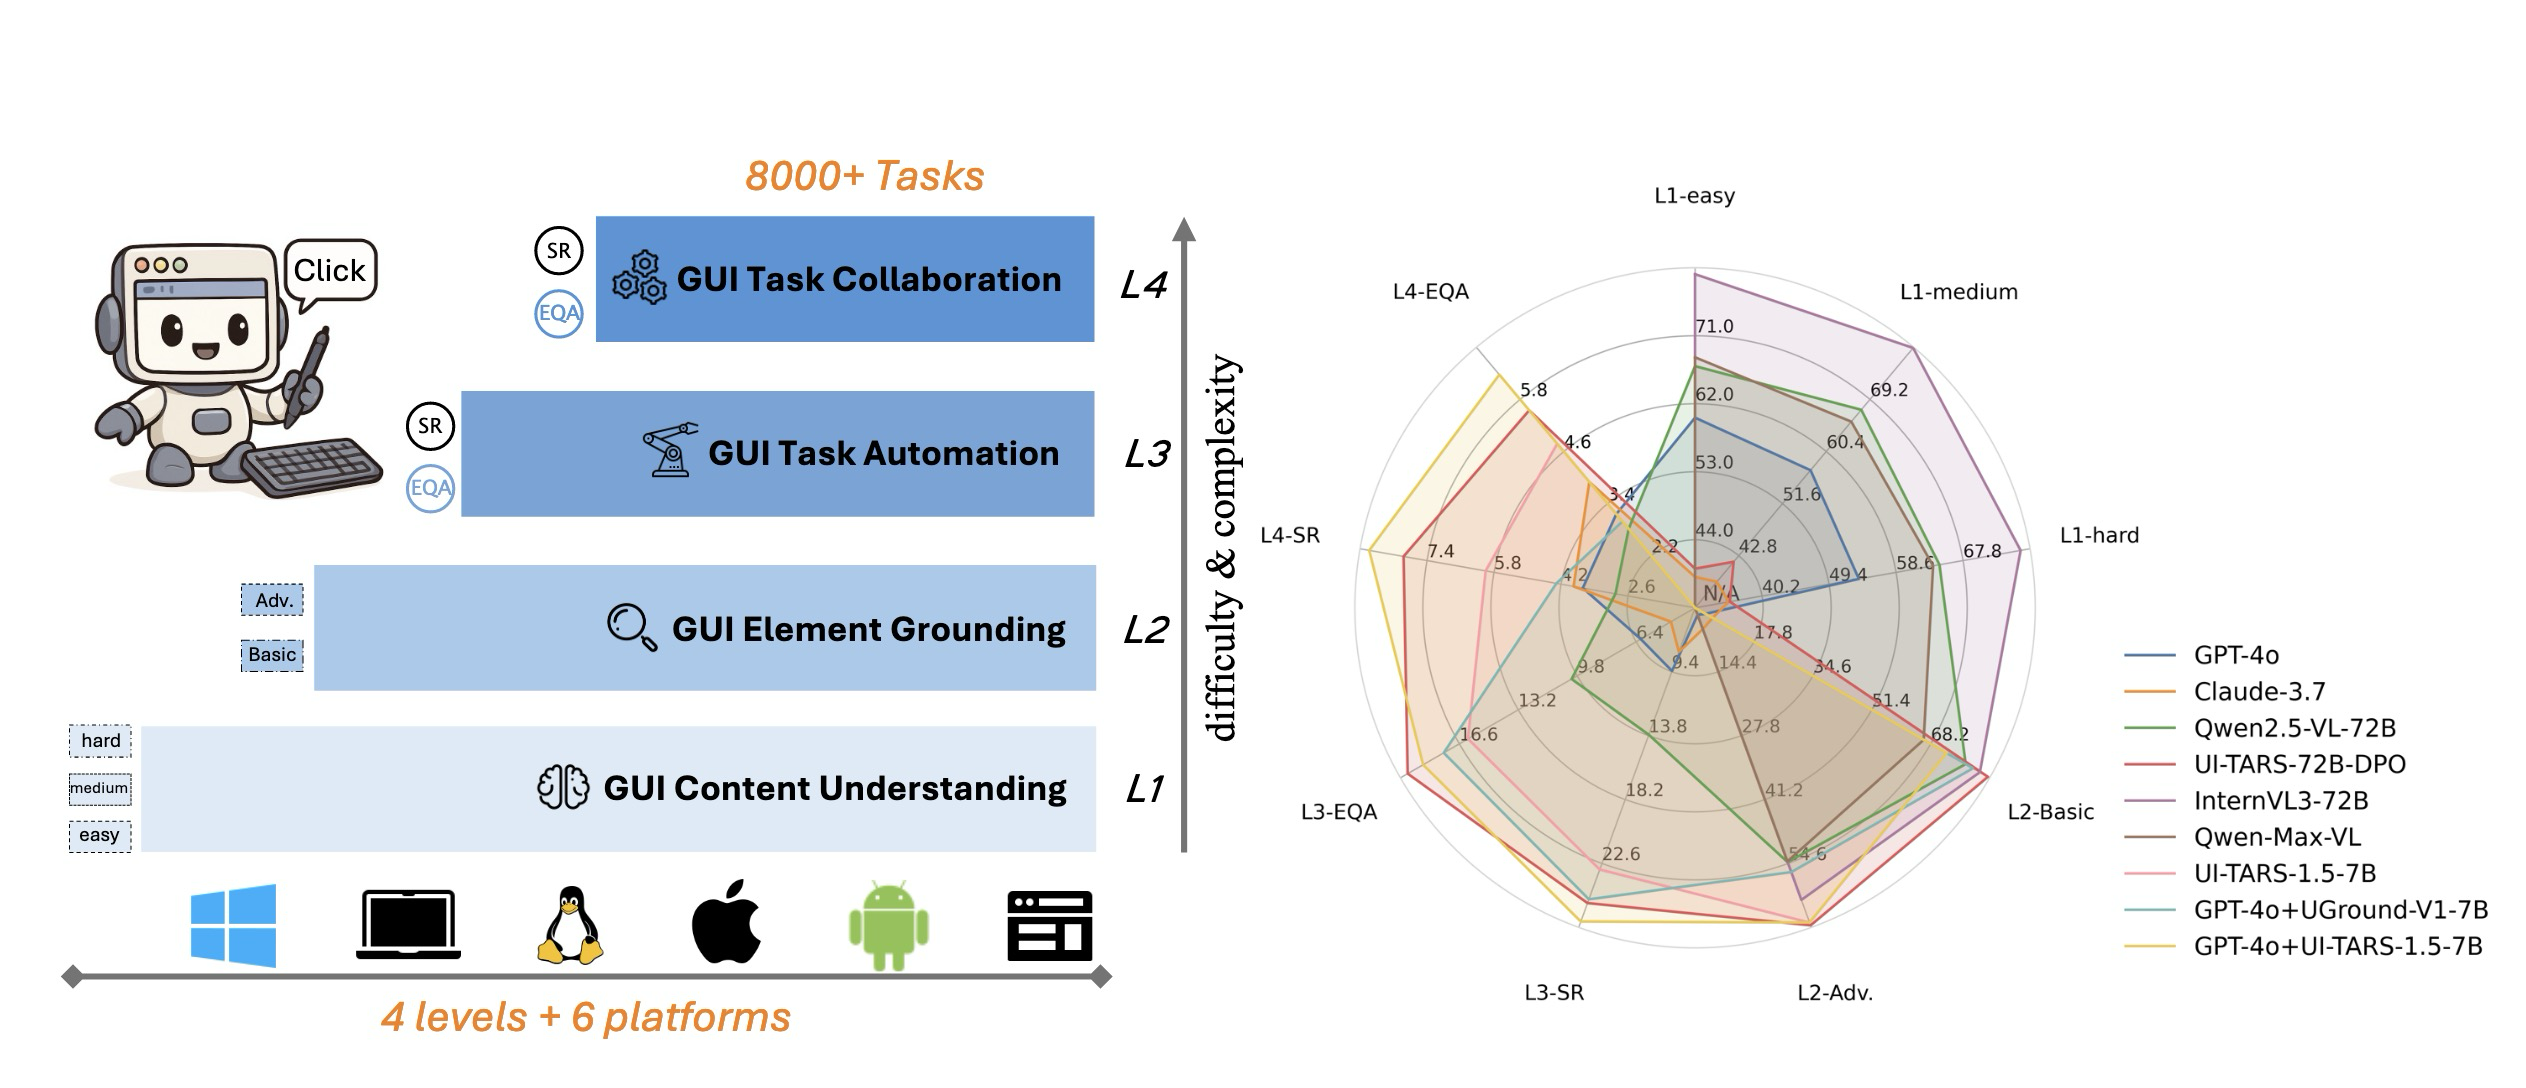 8000+ Tasks
Click
SR
EQA
GUI Task Collaboration
L4
SR
EQA
GUI Task Automation
L3
Adv.
Basic
GUI Element Grounding
L2
hard
medium
easy
GUI Content Understanding
L1
difficulty & complexity
4 levels + 6 platforms
L1-easy
L1-medium
L1-hard
L2-Basic
L2-Adv.
L3-SR
L3-EQA
L4-SR
L4-EQA
71.0
62.0
53.0
44.0
69.2
60.4
51.6
42.8
67.8
58.6
49.4
40.2
N/A
17.8
34.6
51.4
68.2
14.4
27.8
41.2
54.6
9.4
13.8
18.2
22.6
6.4
9.8
13.2
16.6
2.6
4.2
5.8
7.4
2.2
3.4
4.6
5.8
GPT-4o
Claude-3.7
Qwen2.5-VL-72B
UI-TARS-72B-DPO
InternVL3-72B
Qwen-Max-VL
UI-TARS-1.5-7B
GPT-4o+UGround-V1-7B
GPT-4o+UI-TARS-1.5-7B